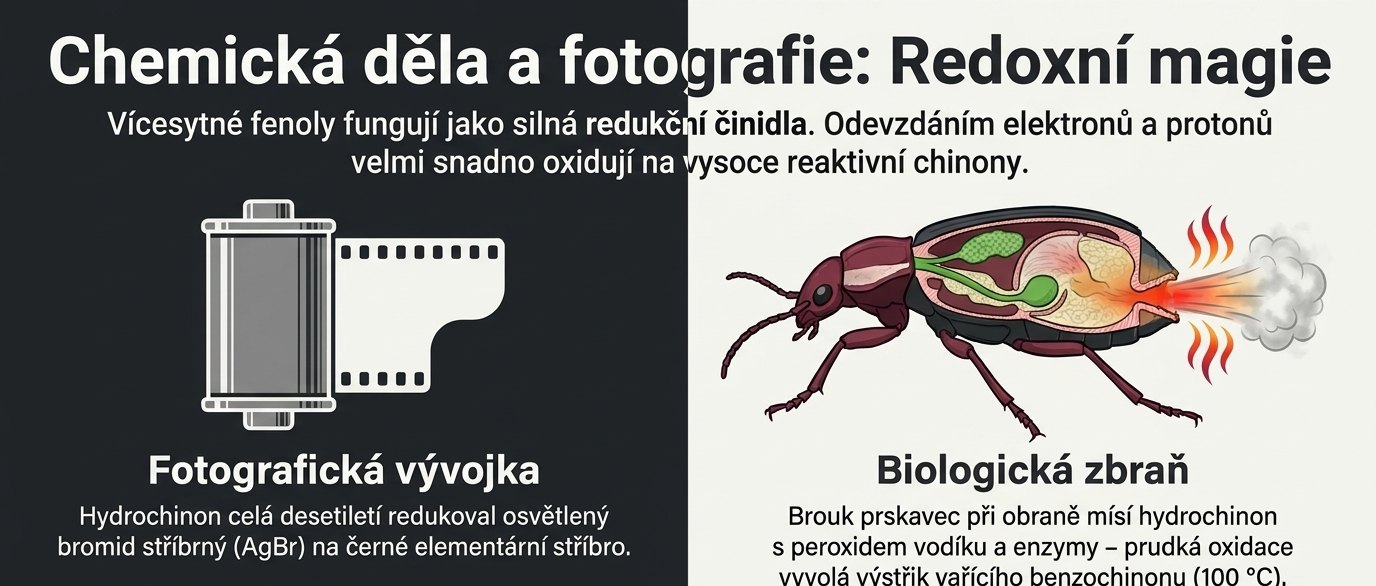 Chemická děla a fotografie: Redoxní magie
Vícesytné fenoly fungují jako silná redukční činidla. Odevzdáním elektronů a protonů
velmi snadno oxidují na vysoce reaktivní chinony.
Fotografická vývojka
Hydrochinon celá desetiletí redukoval osvětlený
bromid stříbrný (AgBr) na černé elementární stříbro.
Biologická zbraň
Brouk prskavec při obraně mísí hydrochinon
s peroxidem vodíku a enzymy – prudká oxidace
vyvolá výstřik vařícího benzochinonu (100 °C).